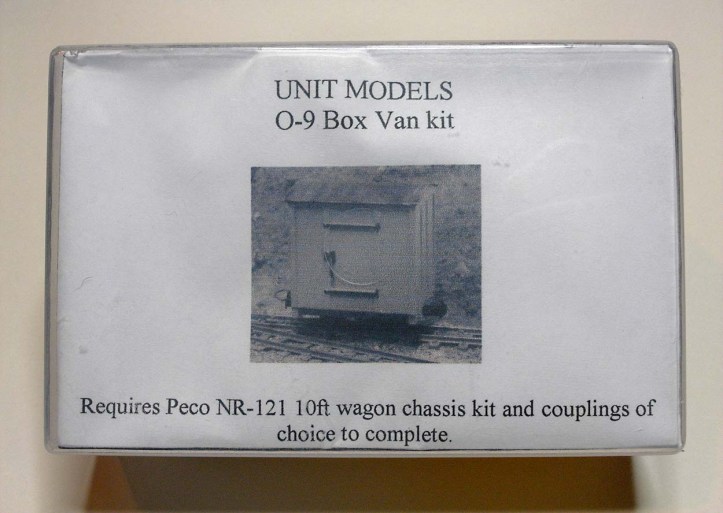 UNIT MODELS
O-9 Box Van kit
Requires Peco NR-121 10ft wagon chassis kit and couplings of
choice to complete.